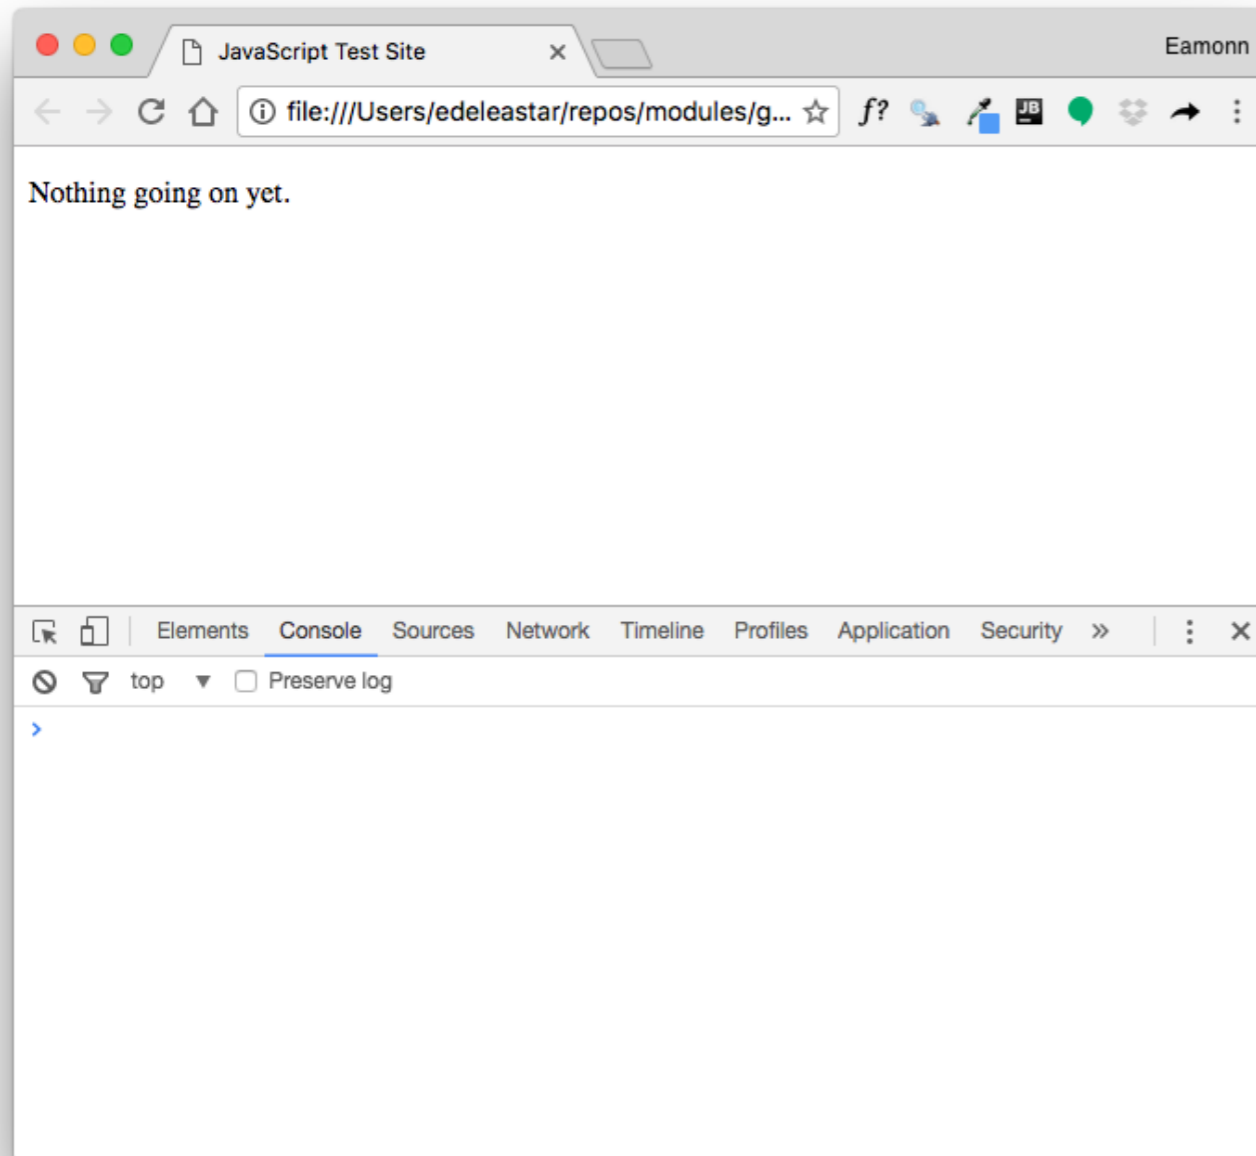 JavaScript Test Site
Eamonn
file:///Users/edeleastar/repos/modules/g...
f?
JB
Nothing going on yet.
Elements Console Sources Network Timeline Profiles Application Security »
top Preserve log